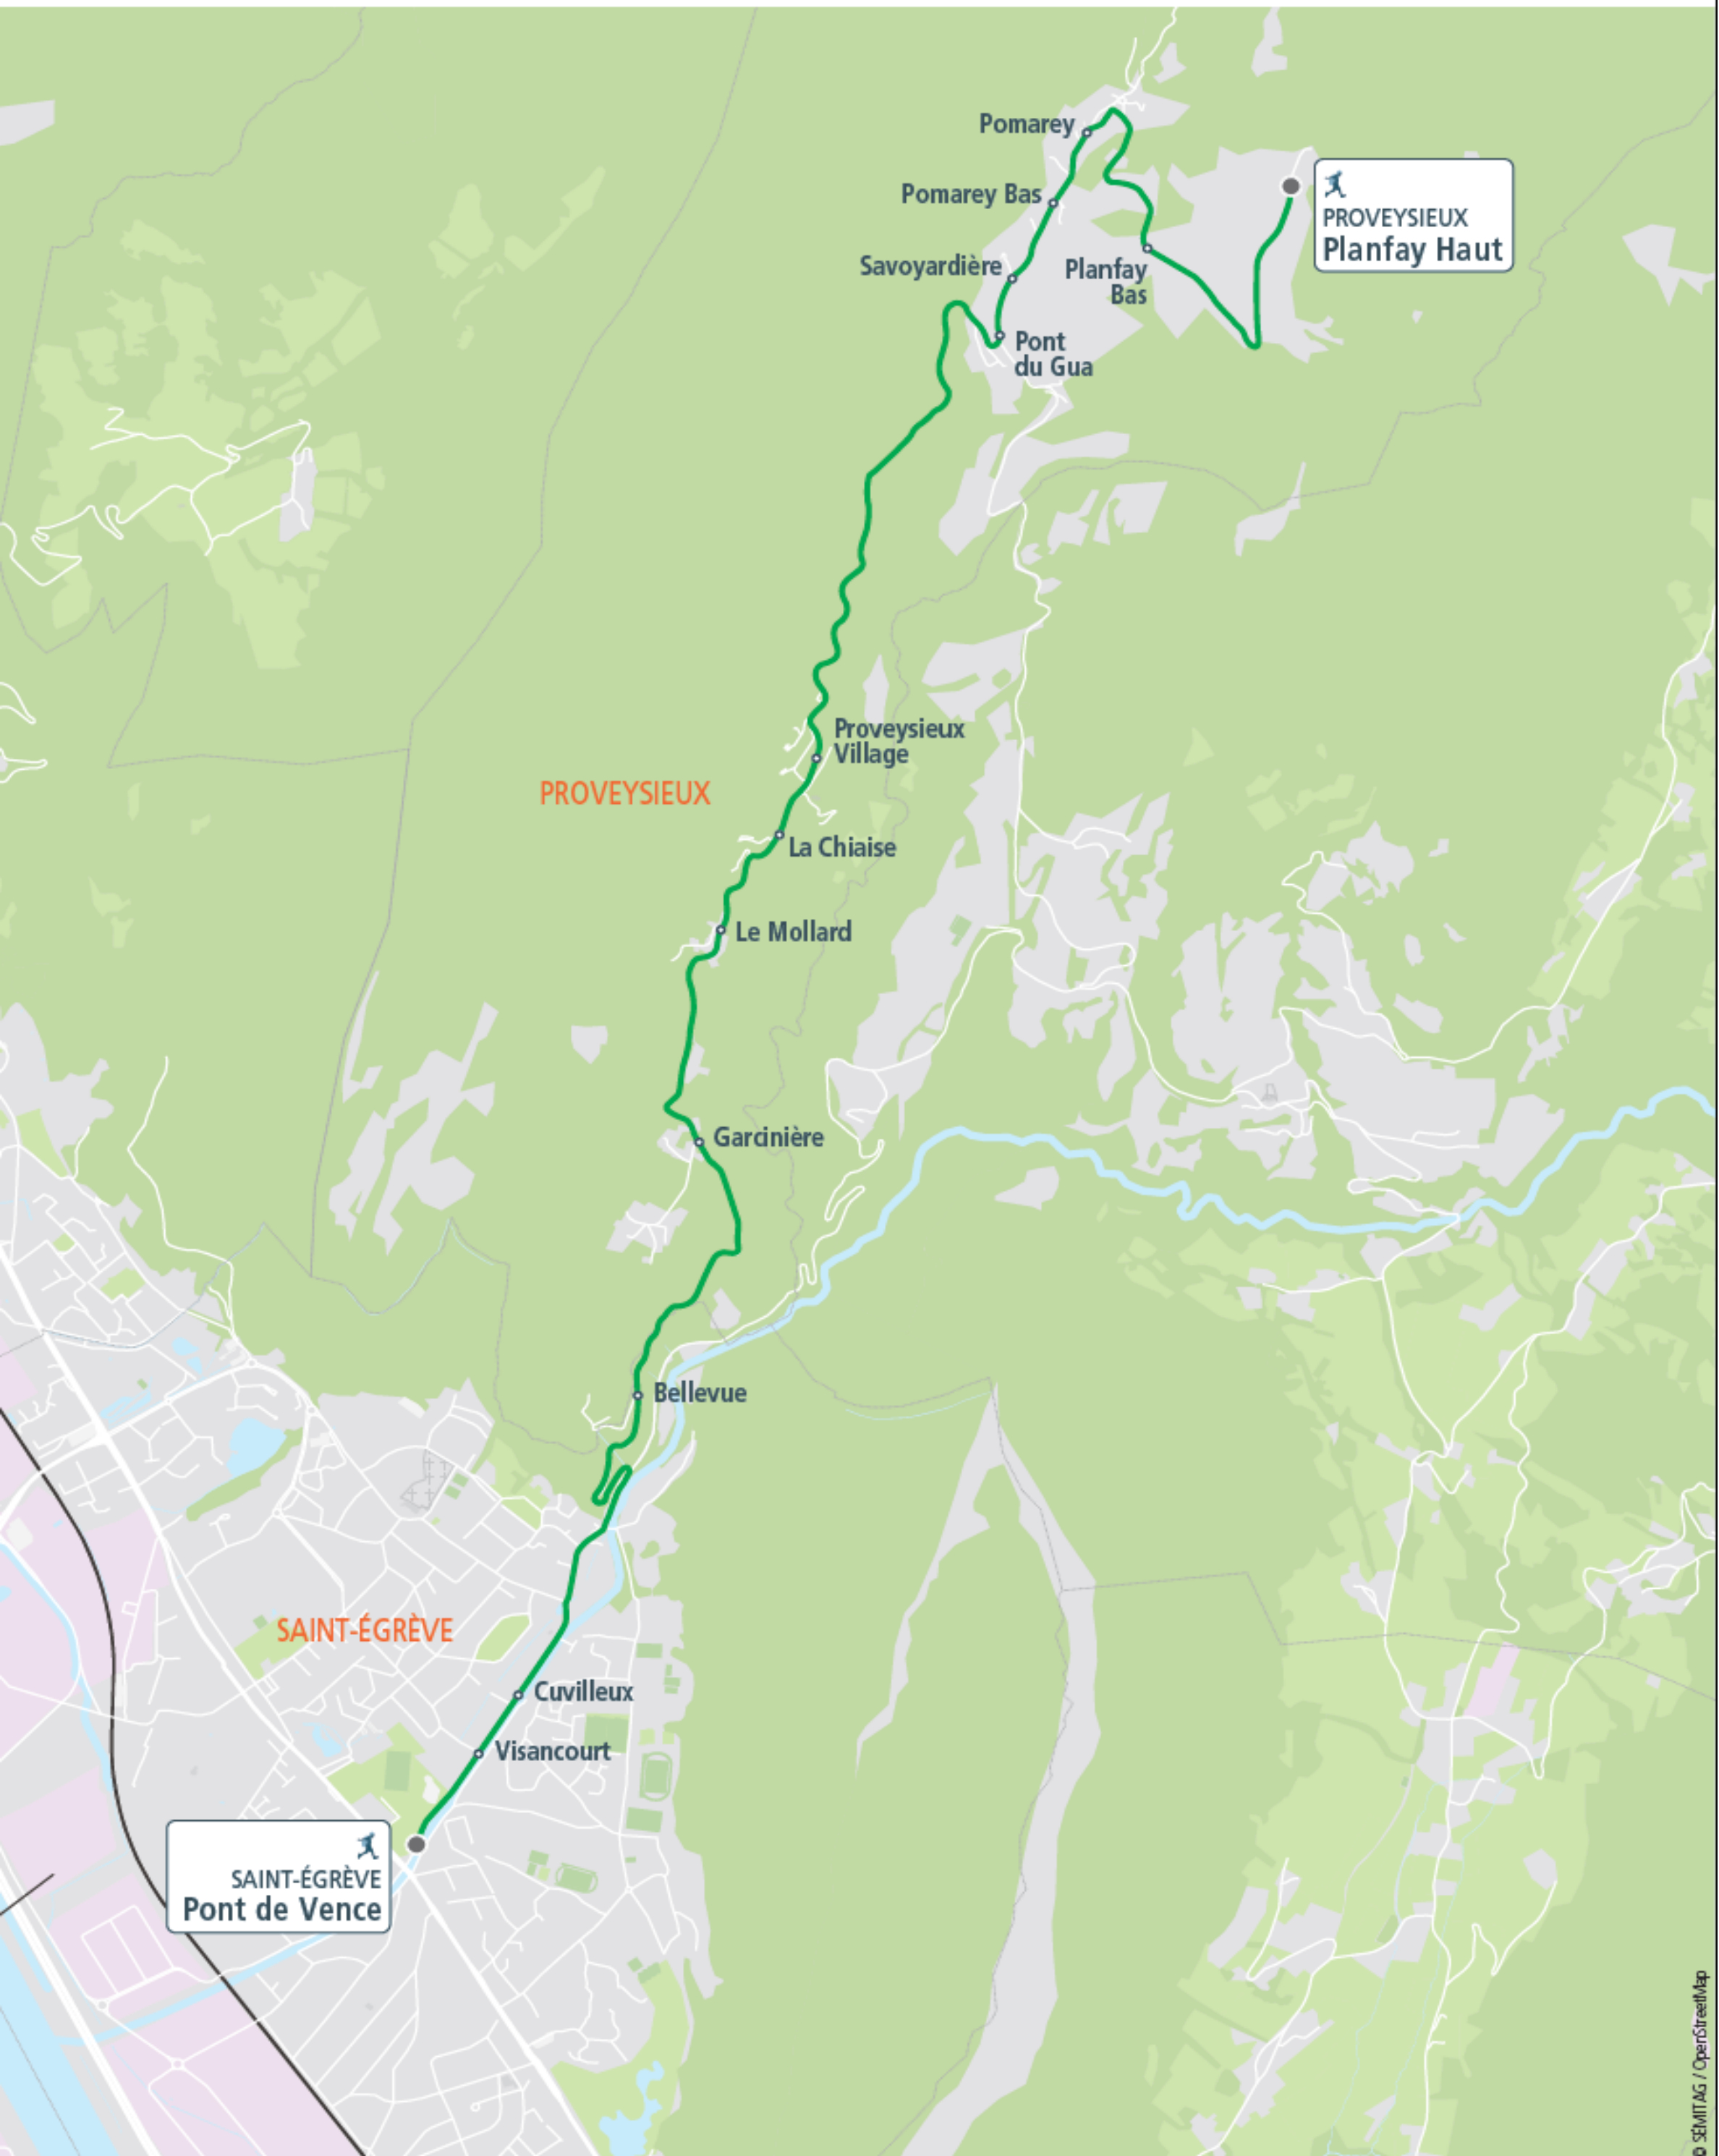 Pomarey
Pomarey Bas
PROVEYSIEUX
Planfay Haut
Savoyardière
Planfay
Bas
Pont
du Gua
Proveysieux
Village
PROVEYSIEUX
La Chiaise
Le Mollard
Garcinière
Bellevue
SAINT-ÉGRÈVE
Cuvilleux
Visancourt
SAINT-ÉGRÈVE
Pont de Vence
© SÉMITAG / OpenStreetMap